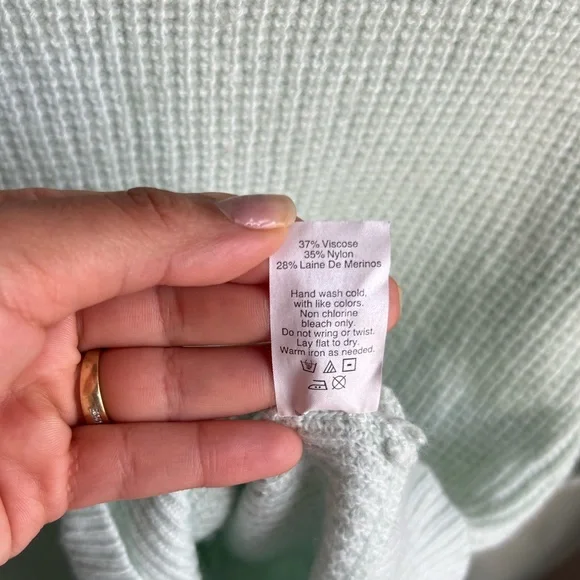 37% Viscose
35% Nylon
28% Laine De Merinos
Hand wash cold,
with like colors.
Non chlorine
bleach only.
Do not wring or twist.
Lay flat to dry.
Warm iron as needed.